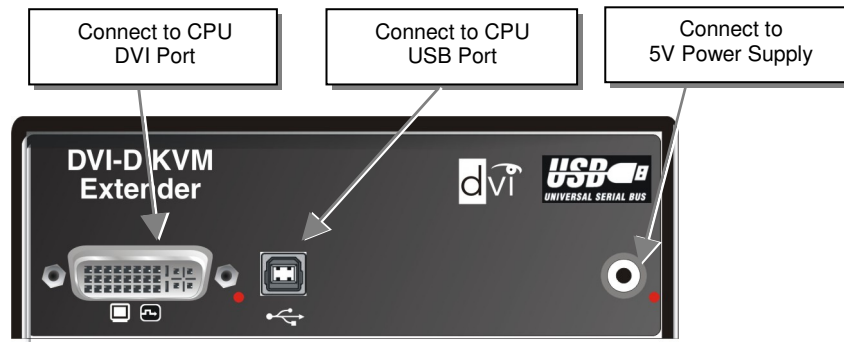 Connect to CPU
DVI Port
Connect to CPU
USB Port
Connect to
5V Power Supply
DVI-D KVM
Extender
dvi
USB
UNIVERSAL SERIAL BUS